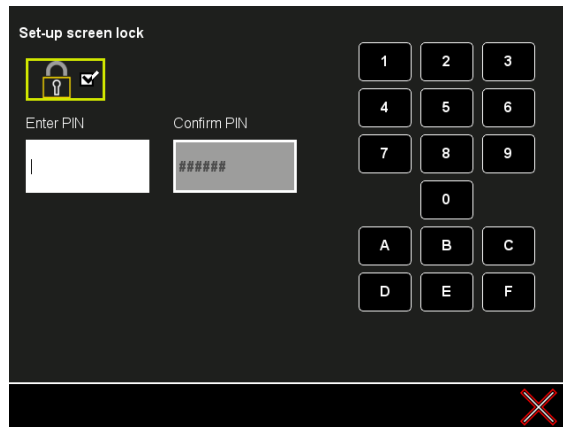 Set-up screen lock
Enter PIN
Confirm PIN
######
1 2 3
4 5 6
7 8 9
0
A B C
D E F